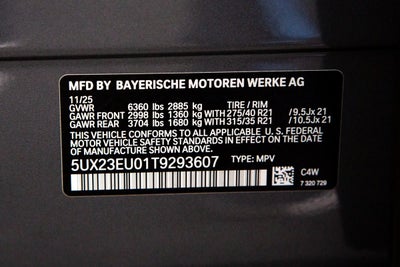 MFD BY BAYERISCHE MOTOREN WERKE AG
11/25
GVWR 6360 lbs 2885 kg TIRE / RIM
GAWR FRONT 2998 lbs 1360 kg 275/40 R21 / 9.5Jx 21
GAWR REAR 3704 lbs 1680 kg 315/35 R21 / 10.5Jx 21
THIS VEHICLE CONFORMS TO ALL APPLICABLE U. S. FEDERAL
MOTOR VEHICLE SAFETY STANDARDS IN EFFECT ON THE
DATE OF MANUFACTURE SHOWN ABOVE.
5UX23EU01T9293607 TYPE: MPV
C4W
7 320 729